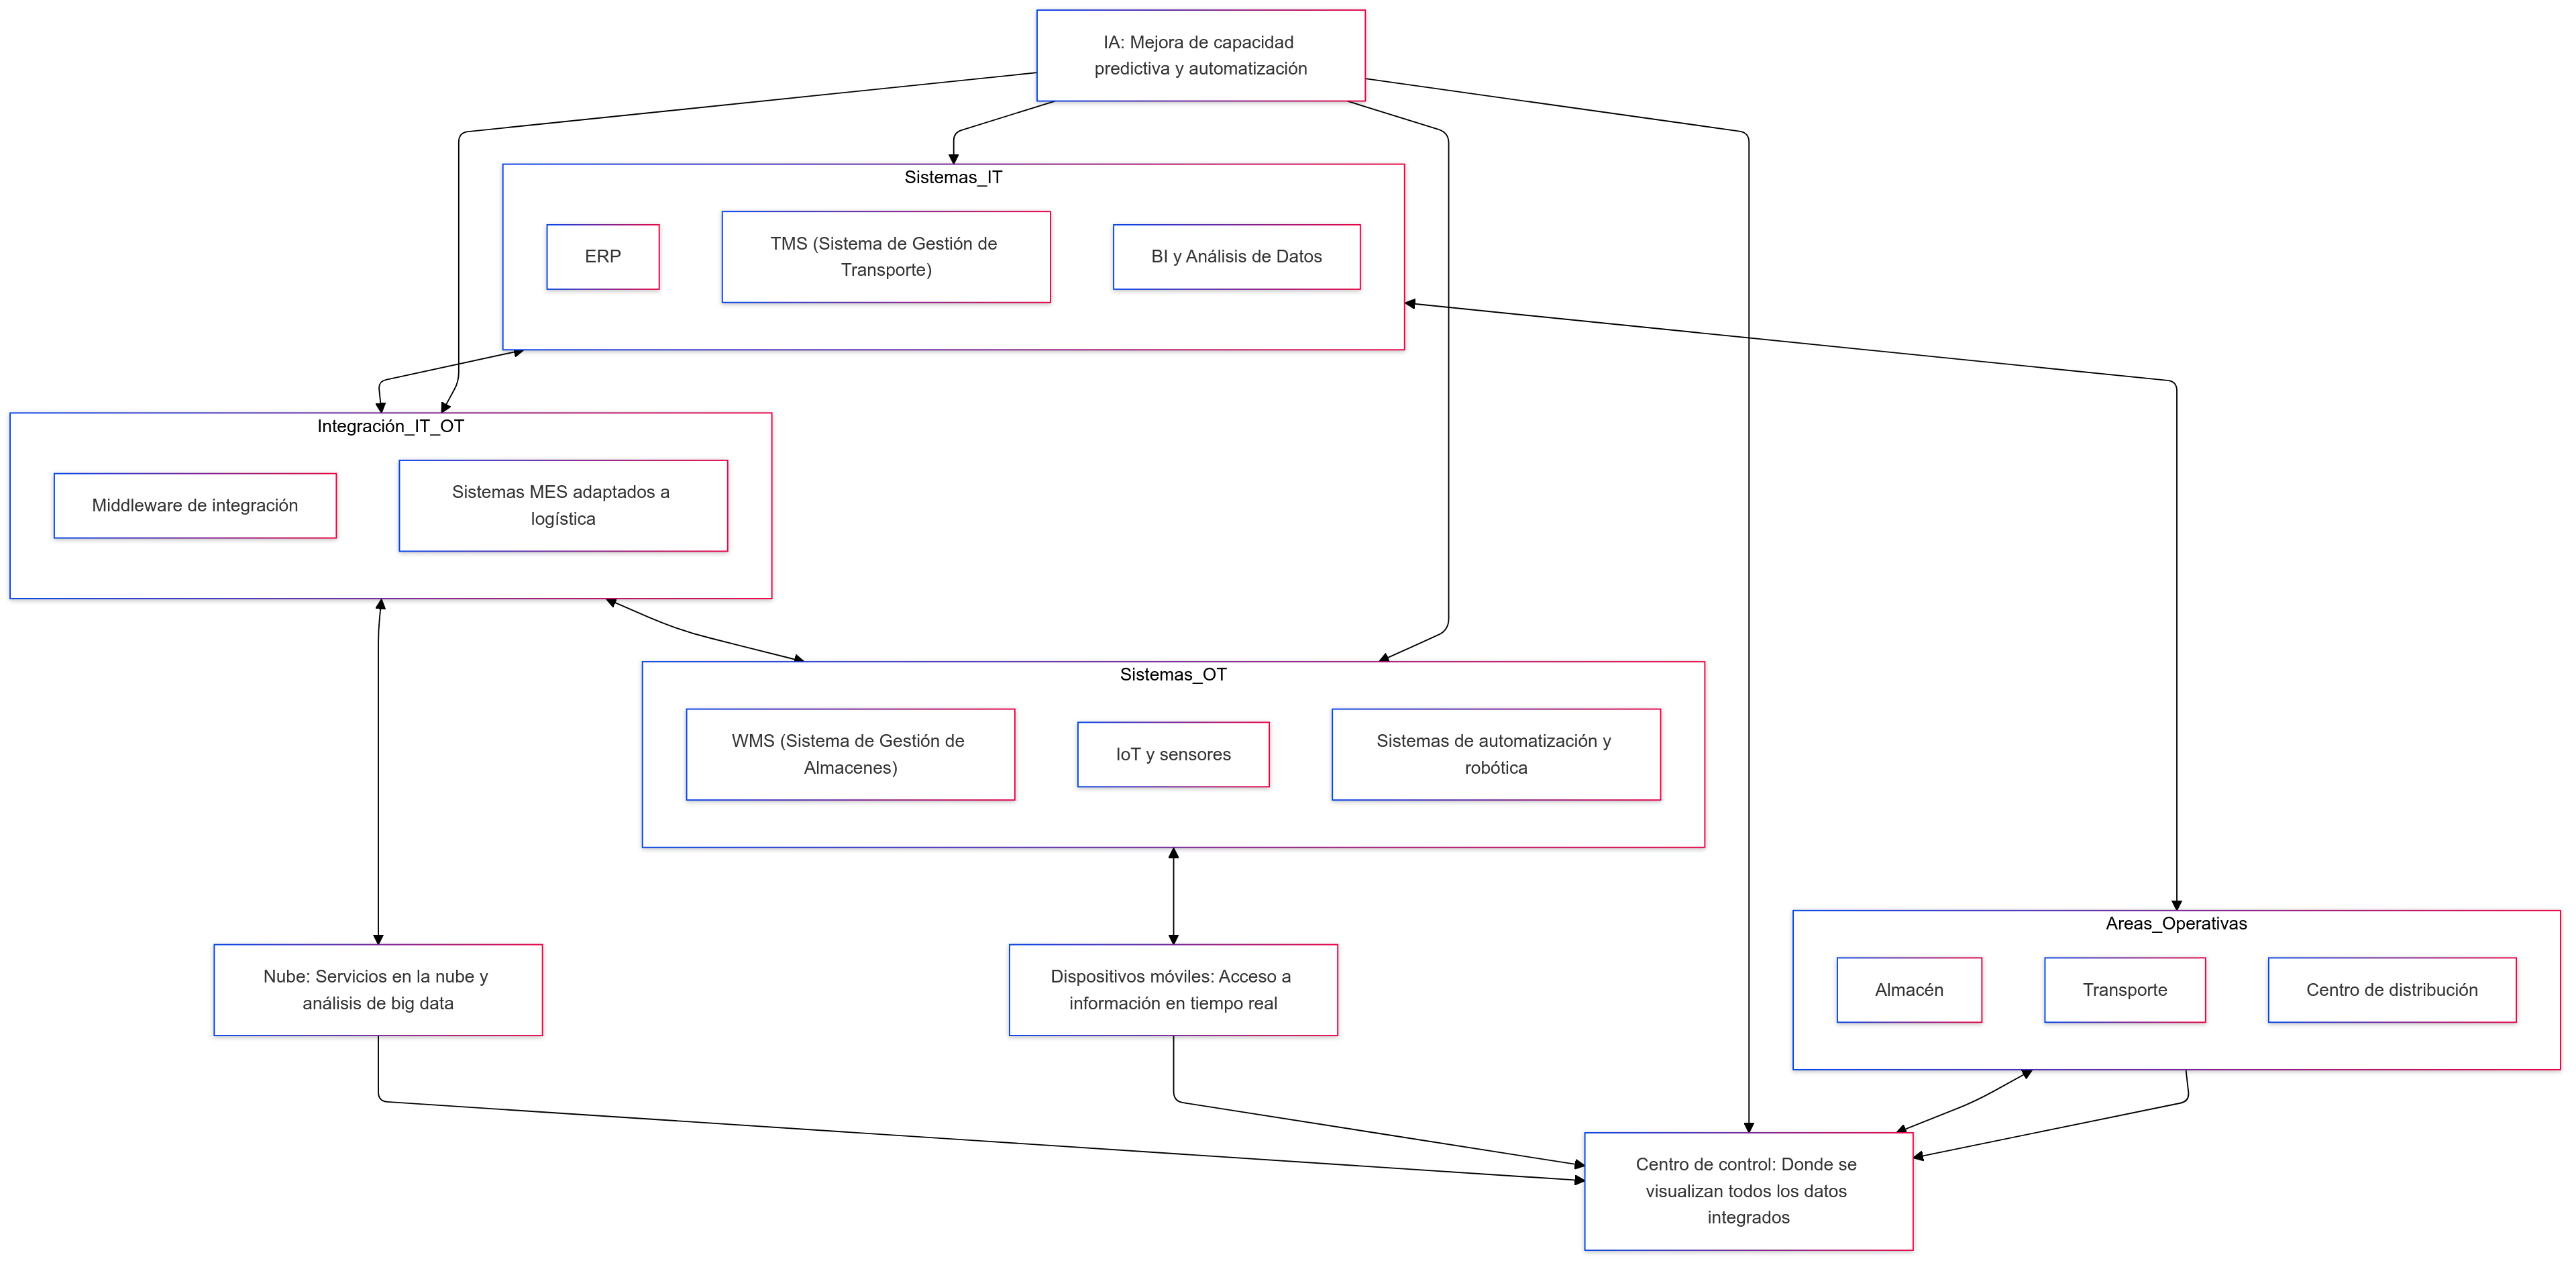 IA: Mejora de capacidad
predictiva y automatización
Sistemas_IT
ERP
TMS (Sistema de Gestión de
Transporte)
BI y Análisis de Datos
Integración_IT_OT
Middleware de integración
Sistemas MES adaptados a
logística
Sistemas_OT
WMS (Sistema de Gestión de
Almacenes)
IoT y sensores
Sistemas de automatización y
robótica
Areas_Operativas
Nube: Servicios en la nube y
análisis de big data
Dispositivos móviles: Acceso a
información en tiempo real
Almacén
Transporte
Centro de distribución
Centro de control: Donde se
visualizan todos los datos
integrados